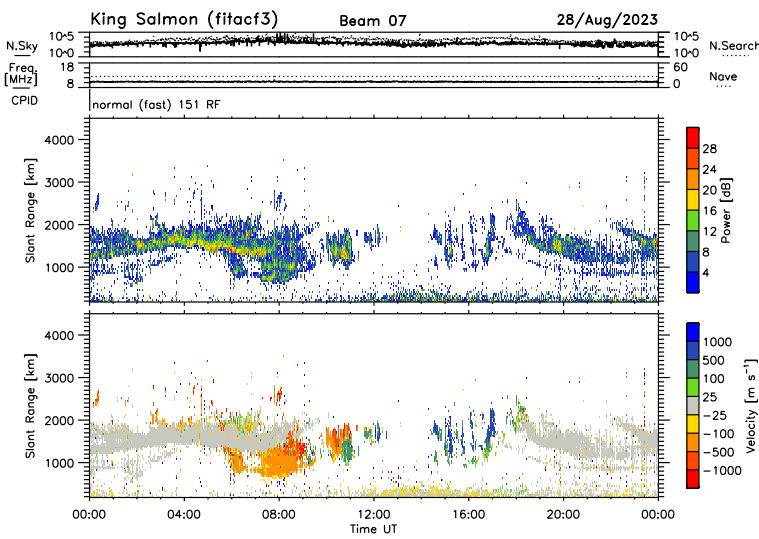 King Salmon (fitacf3) Beam 07 28/Aug/2023
N.Sky 10^5 10^0 10^5 10^0 N.Search
Freq. [MHz] 18 8 60 0 Nave
CPID normal (fast) 151 RF
Slant Range [km] 4000 3000 2000 1000
Power [dB] 28 24 20 16 12 8 4
Slant Range [km] 4000 3000 2000 1000
Velocity [m s⁻¹] 1000 500 100 25 −25 −100 −500 −1000
00:00 04:00 08:00 12:00 16:00 20:00 00:00
Time UT